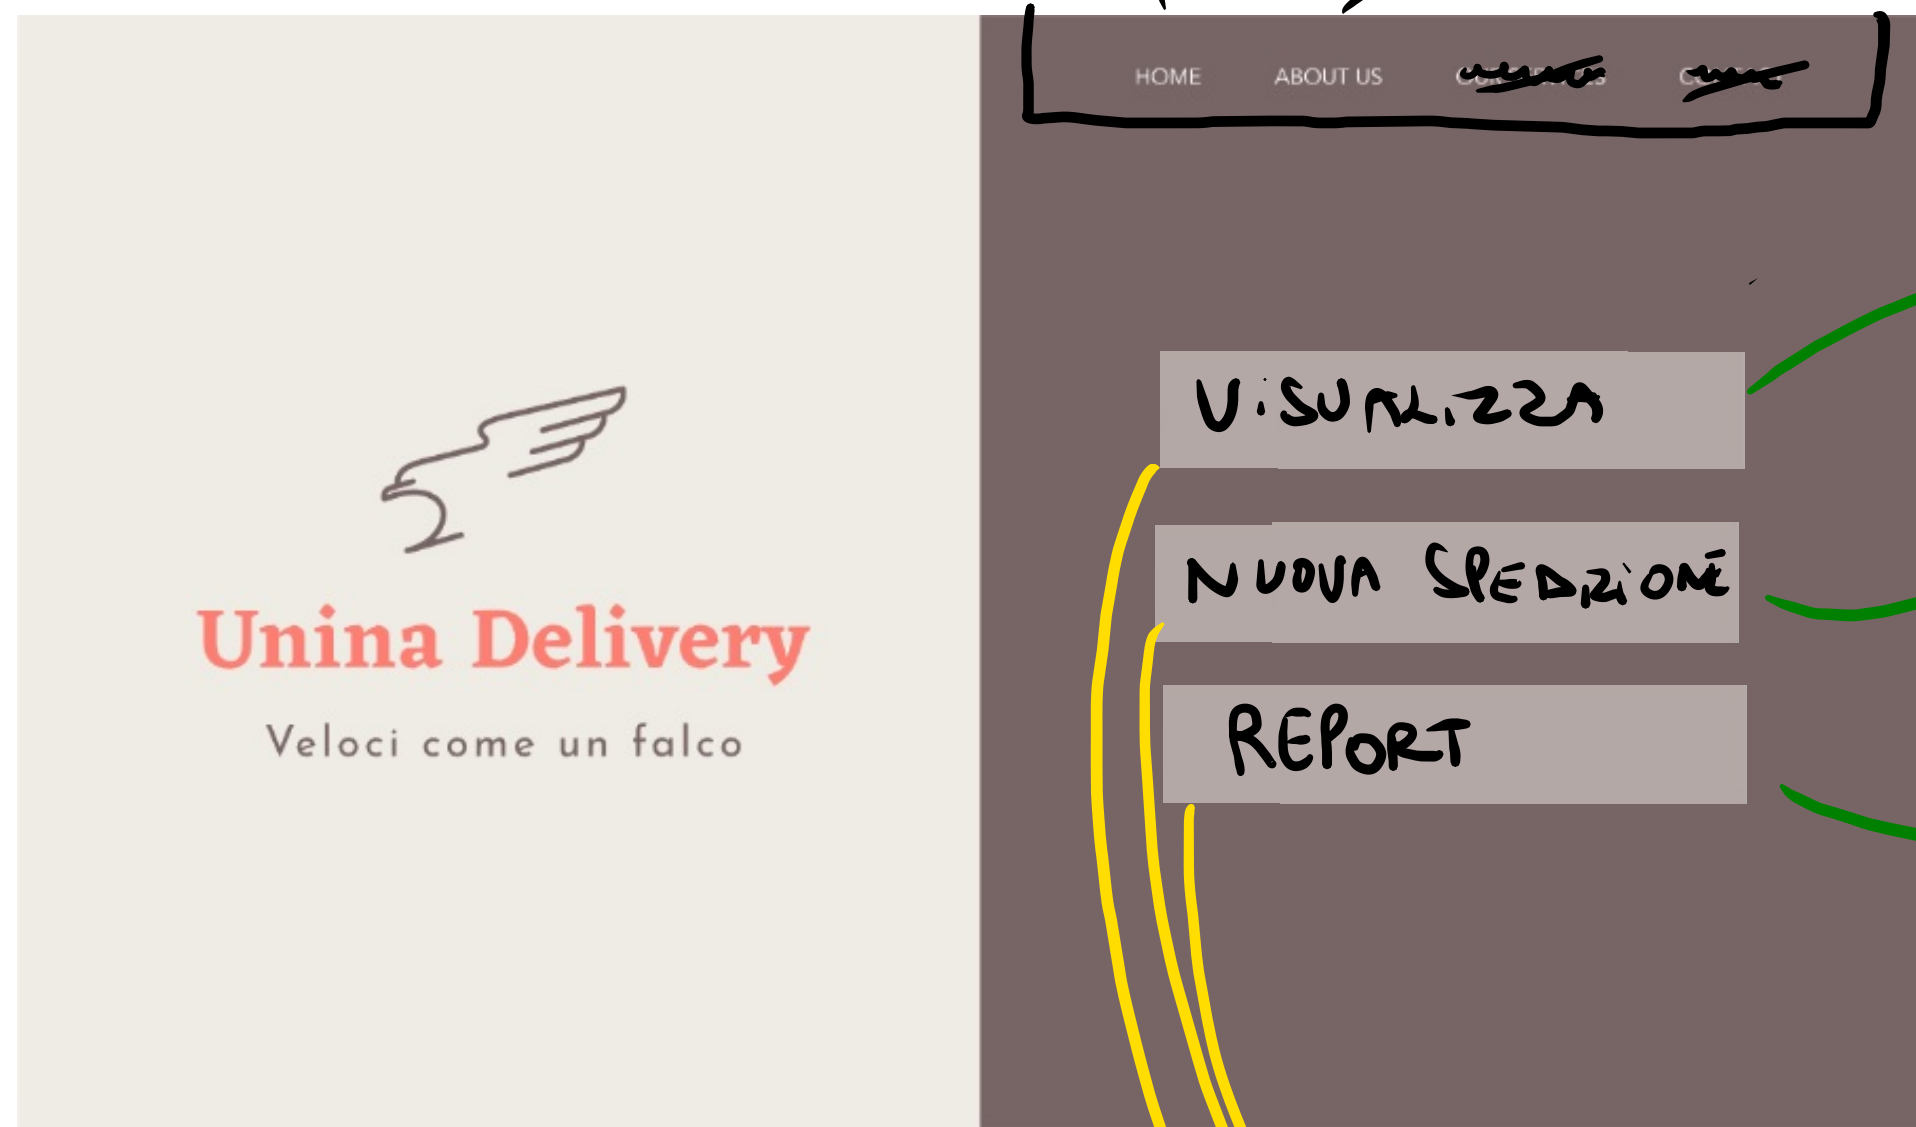 HOME ABOUT US
Unina Delivery
Veloci come un falco
VISUALIZZA
NUOVA SPEDIZIONE
REPORT